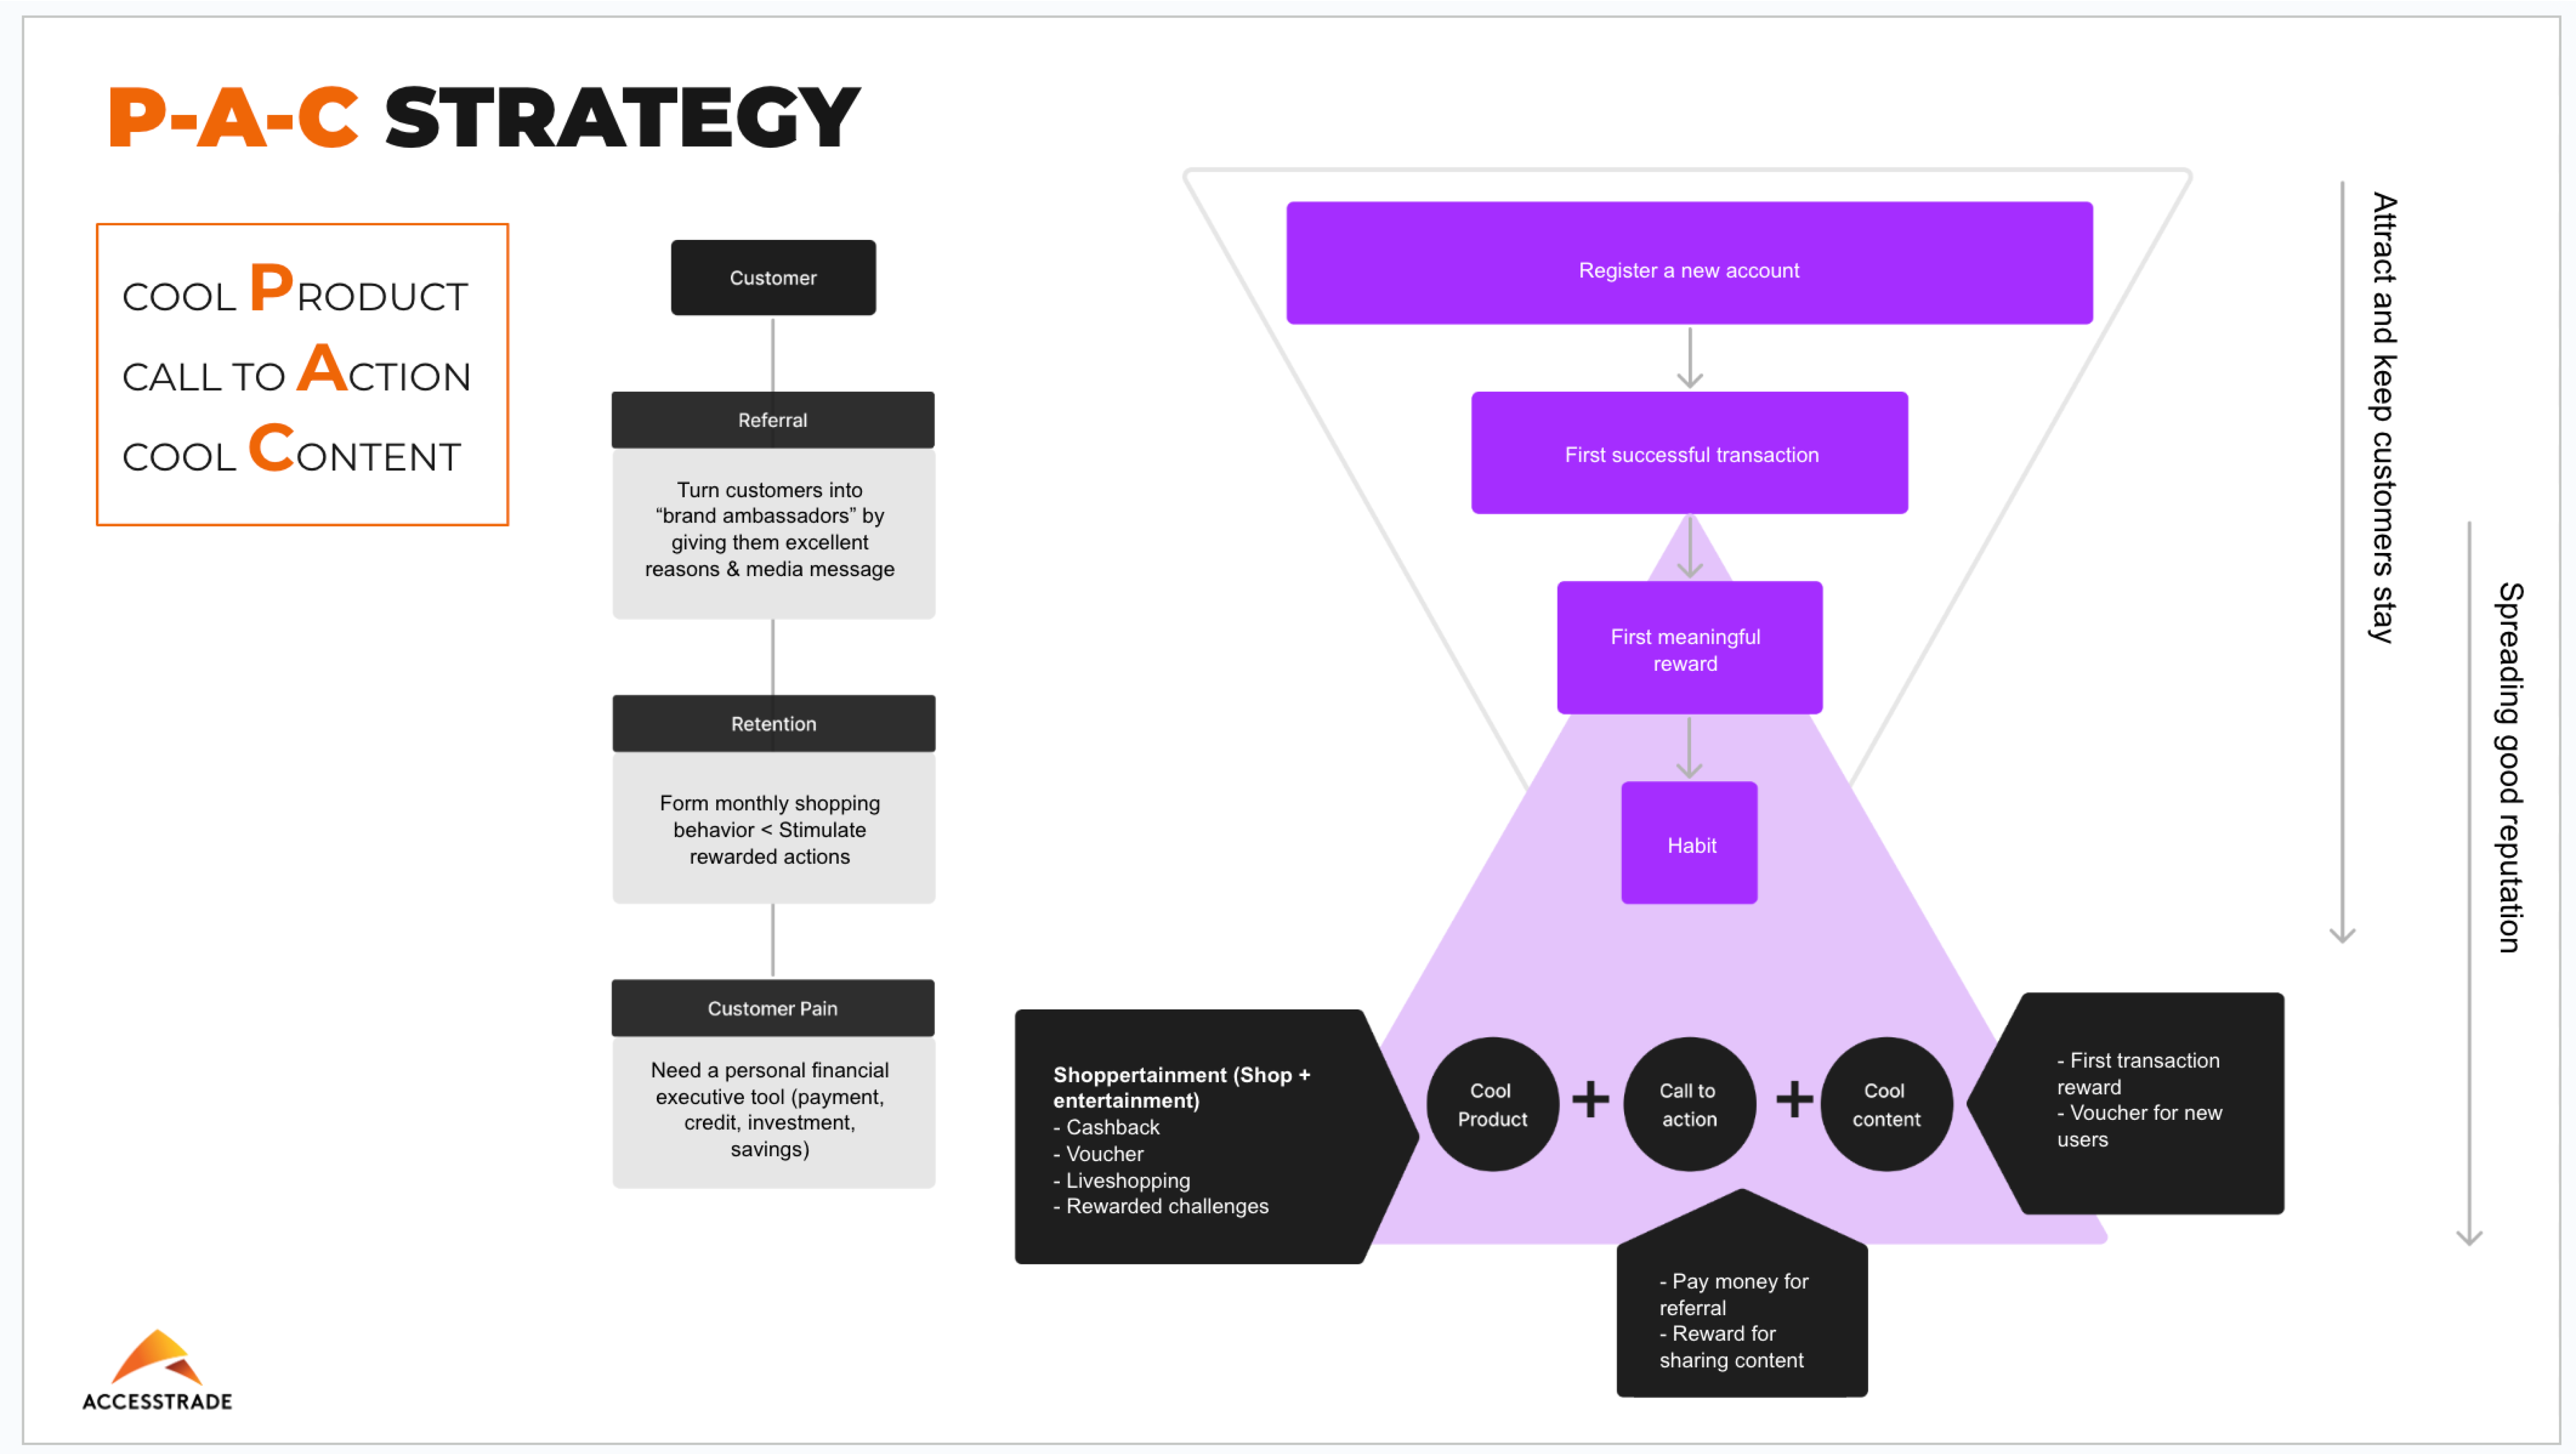 P-A-C STRATEGY
COOL PRODUCT
CALL TO ACTION
COOL CONTENT
Customer
Referral
Turn customers into
“brand ambassadors” by
giving them excellent
reasons & media message
Retention
Form monthly shopping
behavior < Stimulate
rewarded actions
Customer Pain
Need a personal financial
executive tool (payment,
credit, investment,
savings)
Register a new account
First successful transaction
First meaningful
reward
Habit
Shoppertainment (Shop +
entertainment)
- Cashback
- Voucher
- Liveshopping
- Rewarded challenges
Cool
Product
+
Call to
action
+
Cool
content
- First transaction
reward
- Voucher for new
users
- Pay money for
referral
- Reward for
sharing content
Attract and keep customers stay
Spreading good reputation
ACCESSTRADE